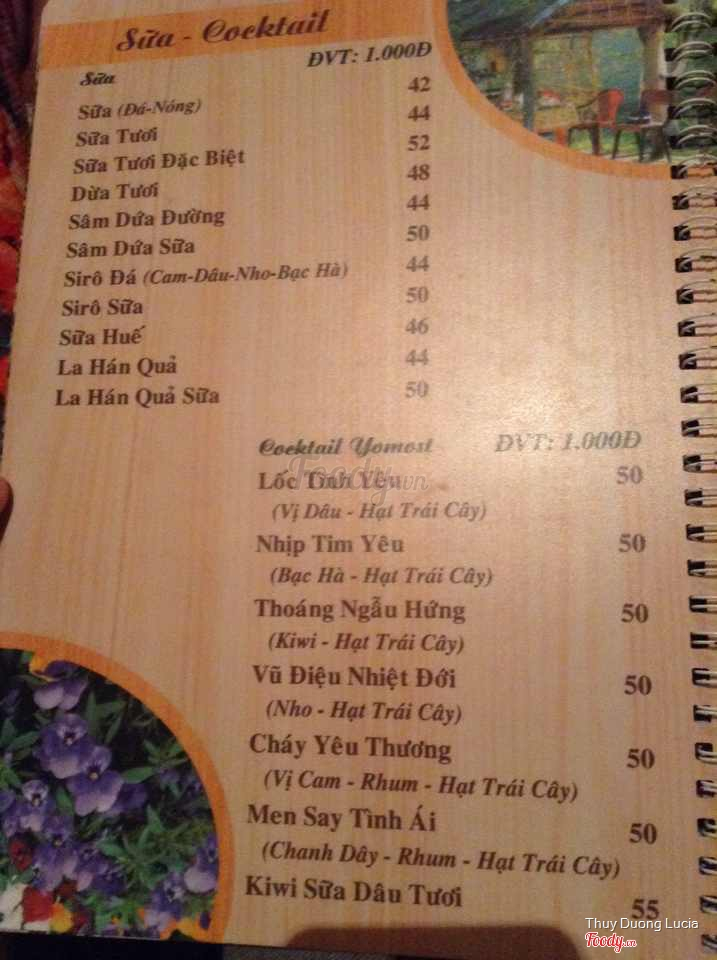 Sữa - Cocktail
ĐVT: 1.000Đ
Sữa
Sữa (Đá-Nóng) 42
Sữa Tươi 44
Sữa Tươi Đặc Biệt 52
Dừa Tươi 48
Sâm Dứa Đường 44
Sâm Dứa Sữa 50
Sirô Đá (Cam-Dâu-Nho-Bạc Hà) 44
Sirô Sữa 50
Sữa Huế 46
La Hán Quả 44
La Hán Quả Sữa 50
Cocktail Yomost ĐVT: 1.000Đ
Lốc Tình Yêu 50
(Vị Dâu - Hạt Trái Cây)
Nhịp Tim Yêu 50
(Bạc Hà - Hạt Trái Cây)
Thoáng Ngẫu Hứng 50
(Kiwi - Hạt Trái Cây)
Vũ Điệu Nhiệt Đới 50
(Nho - Hạt Trái Cây)
Cháy Yêu Thương 50
(Vị Cam - Rhum - Hạt Trái Cây)
Men Say Tình Ái 50
(Chanh Dây - Rhum - Hạt Trái Cây)
Kiwi Sữa Dâu Tươi 55
Foody.vn
Thuy Duong Lucia
Foody.vn